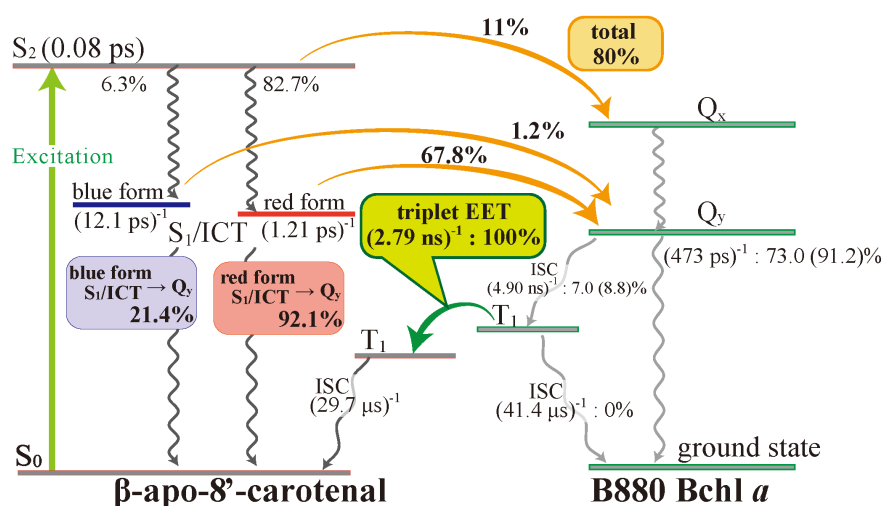 11%
total
80%
S2 (0.08 ps)
6.3%
82.7%
Qx
1.2%
Excitation
67.8%
blue form
red form
triplet EET
(2.79 ns)-1 : 100%
Qy
(12.1 ps)-1
S1/ICT
(1.21 ps)-1
(473 ps)-1 : 73.0 (91.2)%
blue form
S1/ICT → Qy
21.4%
red form
S1/ICT → Qy
92.1%
ISC
(4.90 ns)-1 : 7.0 (8.8)%
T1
T1
ISC
(29.7 μs)-1
ISC
(41.4 μs)-1 : 0%
S0
ground state
β-apo-8’-carotenal
B880 Bchl a